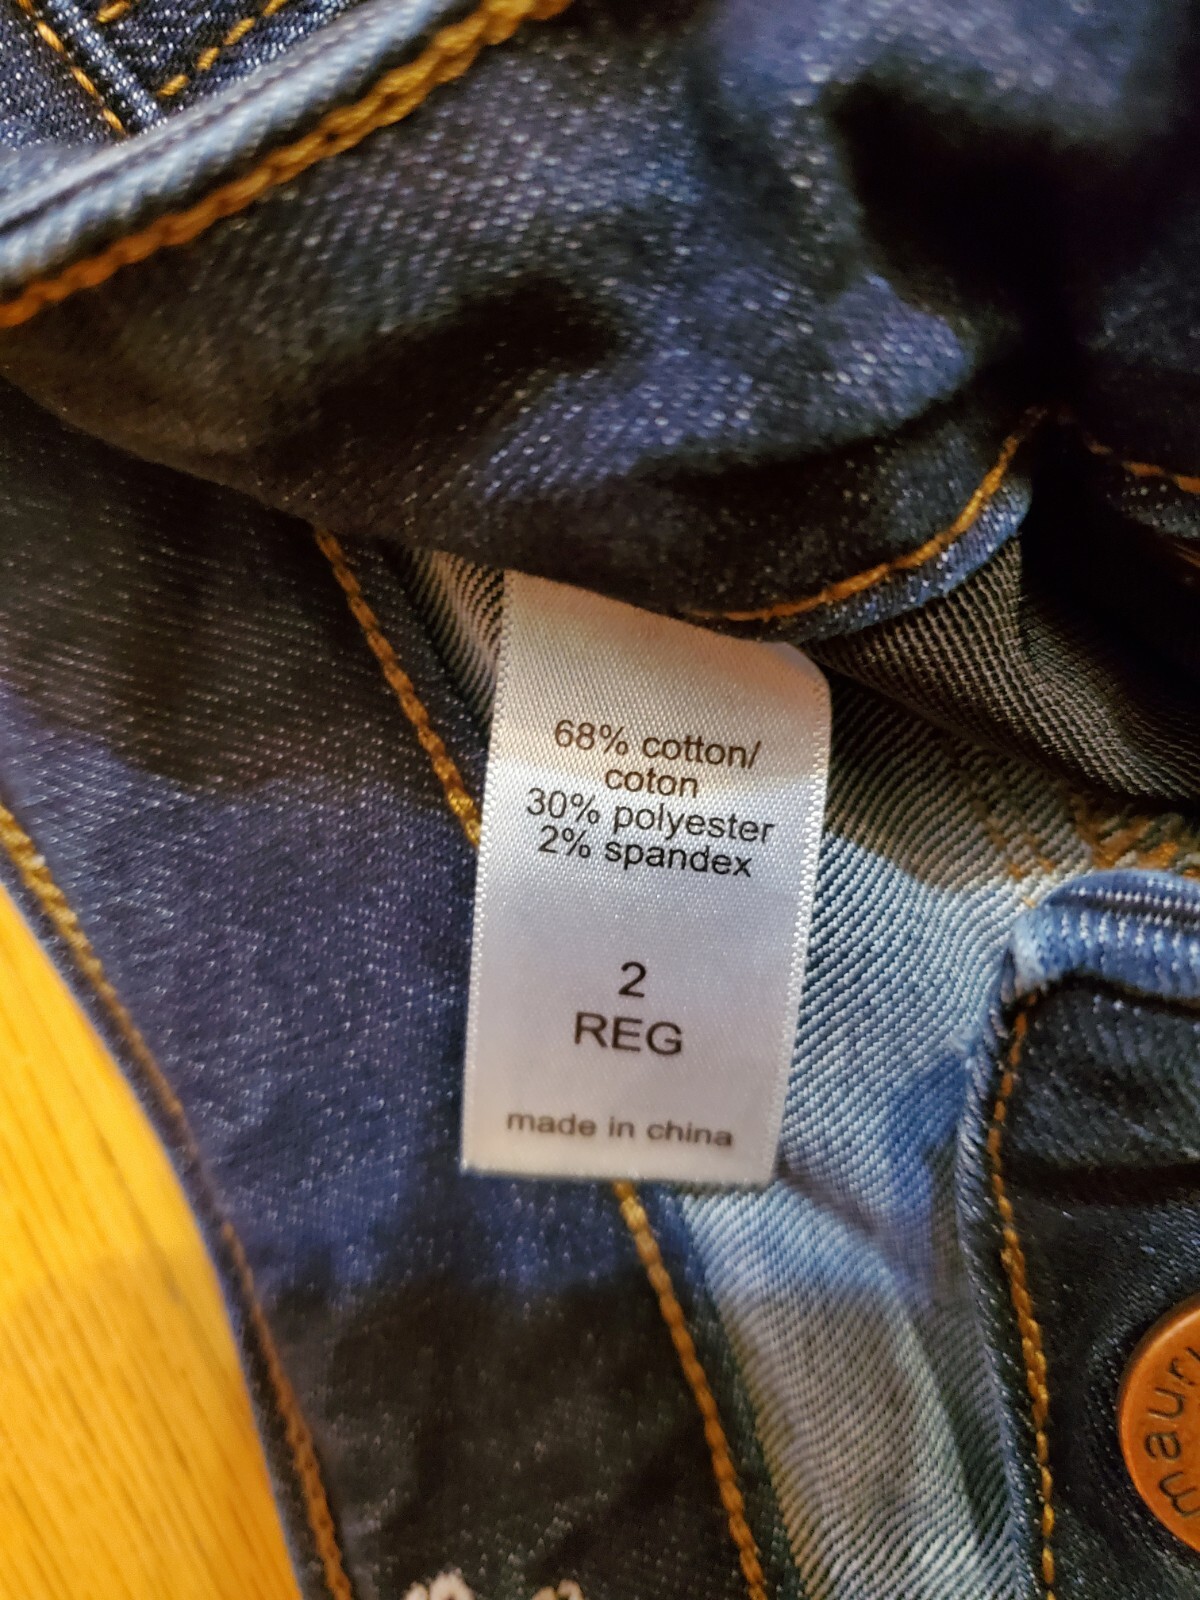 68% cotton/
coton
30% polyester
2% spandex
2
REG
made in china